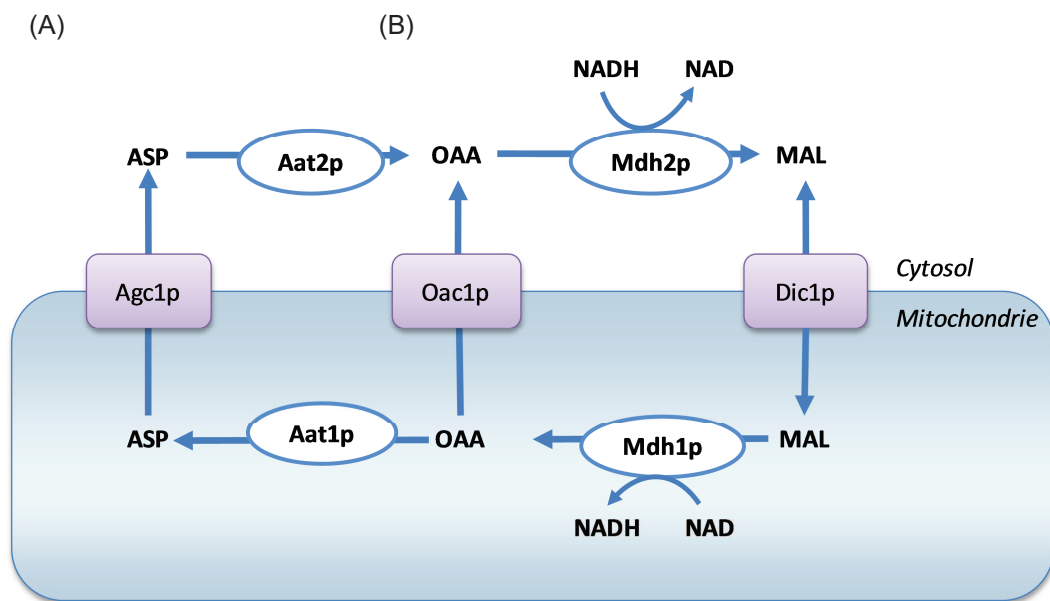 (A) (B)
NADH NAD
ASP Aat2p OAA Mdh2p MAL
Cytosol
Agc1p Oac1p Dic1p
Mitochondrie
ASP Aat1p OAA Mdh1p MAL
NADH NAD